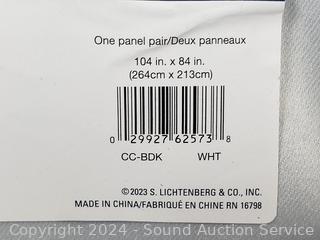 One panel pair/Deux panneaux
104 in. x 84 in.
(264cm x 213cm)
0 29927 62573 8
CC-BDK WHT
©2023 S. LICHTENBERG & CO., INC.
MADE IN CHINA/FABRIQUÉ EN CHINE RN 16798
Copyright 2024 - Sound Auction Service